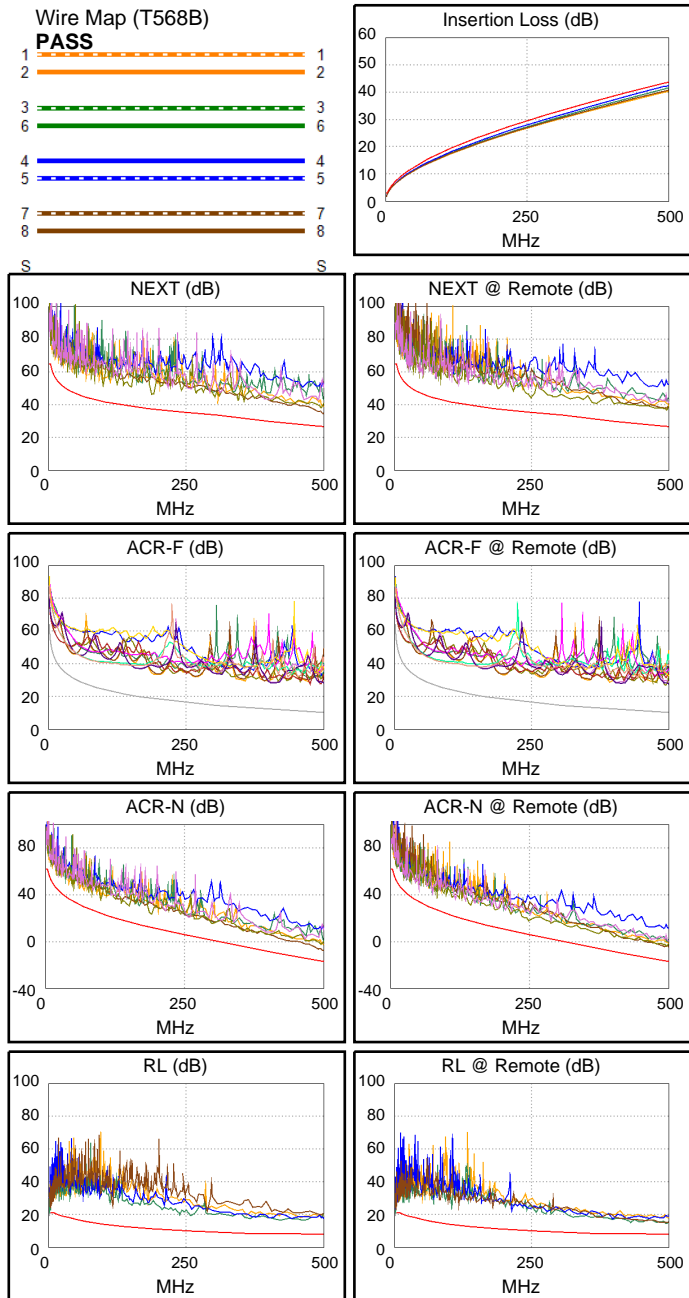 Wire Map (T568B)
PASS
1 1
2 2
3 3
6 6
4 4
5 5
7 7
8 8
S S
Insertion Loss (dB)
60
50
40
30
20
10
0
0 250 500
MHz
NEXT (dB)
100
80
60
40
20
0
0 250 500
MHz
NEXT @ Remote (dB)
100
80
60
40
20
0
0 250 500
MHz
ACR-F (dB)
100
80
60
40
20
0
0 250 500
MHz
ACR-F @ Remote (dB)
100
80
60
40
20
0
0 250 500
MHz
ACR-N (dB)
80
40
0
-40
0 250 500
MHz
ACR-N @ Remote (dB)
80
40
0
-40
0 250 500
MHz
RL (dB)
100
80
60
40
20
0
0 250 500
MHz
RL @ Remote (dB)
100
80
60
40
20
0
0 250 500
MHz